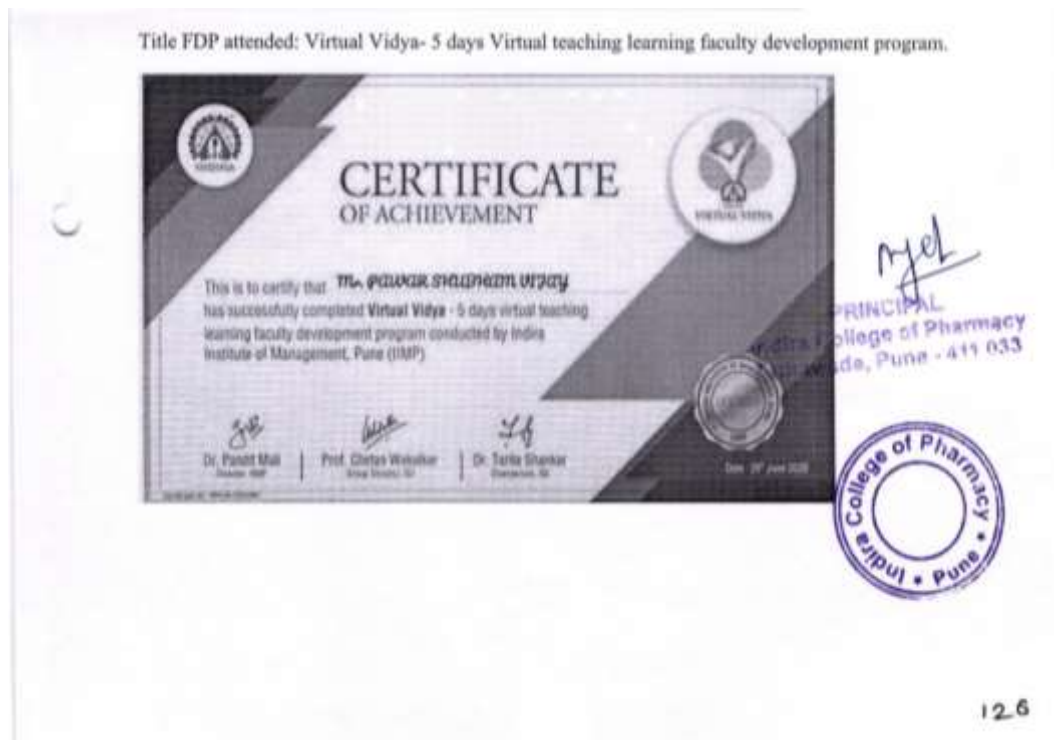 Title FDP attended: Virtual Vidya- 5 days Virtual teaching learning faculty development program.
CERTIFICATE
OF ACHIEVEMENT
VIRTUAL VIDYA
This is to certify that Mr. PAWAR SHUBHAM VIJAY
has successfully completed Virtual Vidya - 5 days virtual teaching
learning faculty development program conducted by Indira
Institute of Management, Pune (IIMP)
Dr. Pandit Mali
Prof. Chetan Wakalkar
Dr. Tarita Shankar
PRINCIPAL
Indira College of Pharmacy
Pune - 411 033
Indira College of Pharmacy * Pune *
126